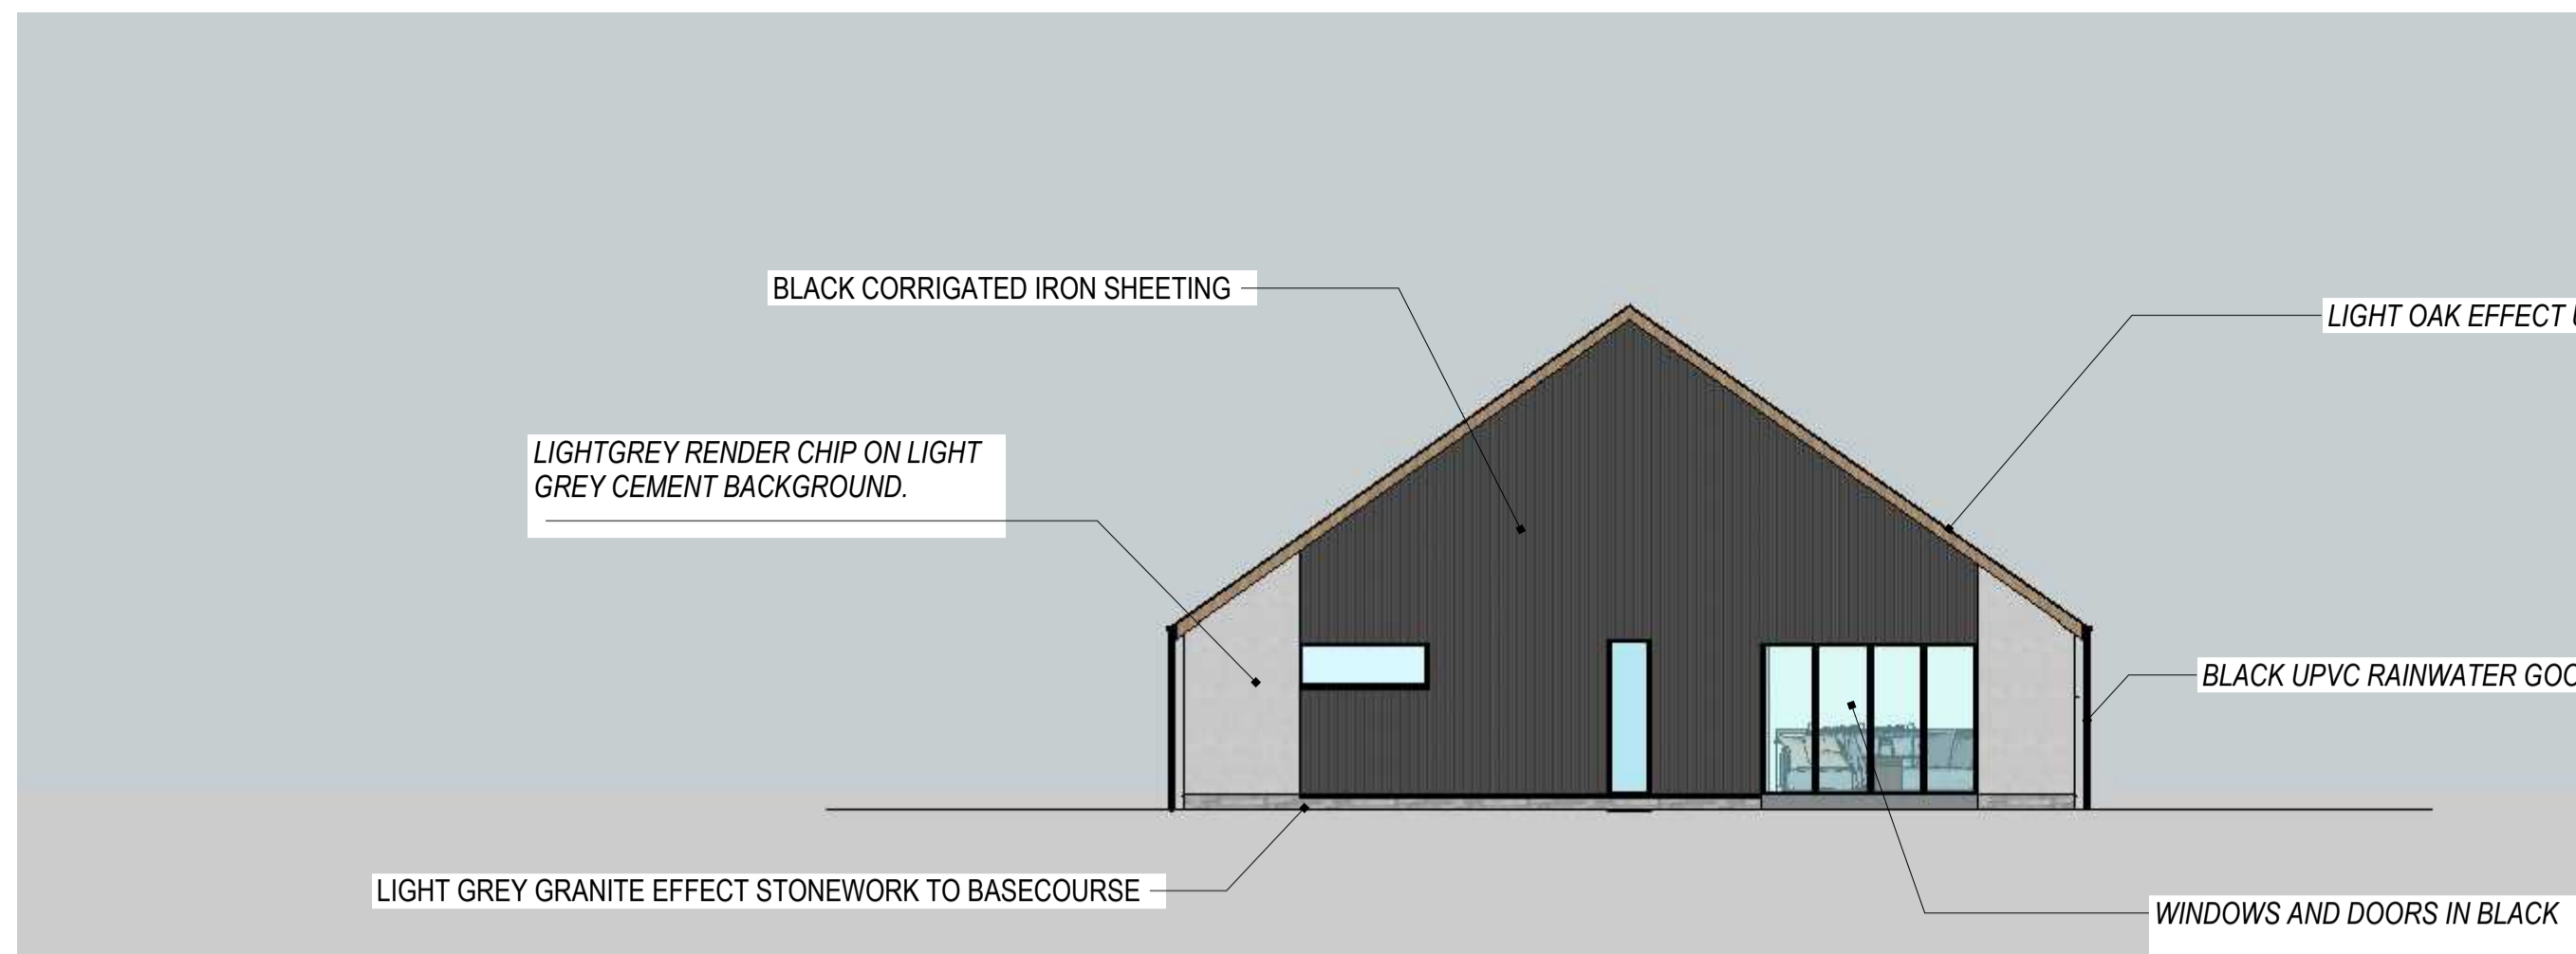 BLACK CORRIGATED IRON SHEETING
LIGHT OAK EFFECT
LIGHTGREY RENDER CHIP ON LIGHT
GREY CEMENT BACKGROUND.
BLACK UPVC RAINWATER
LIGHT GREY GRANITE EFFECT STONEWORK TO BASECOURSE
WINDOWS AND DOORS IN BLACK